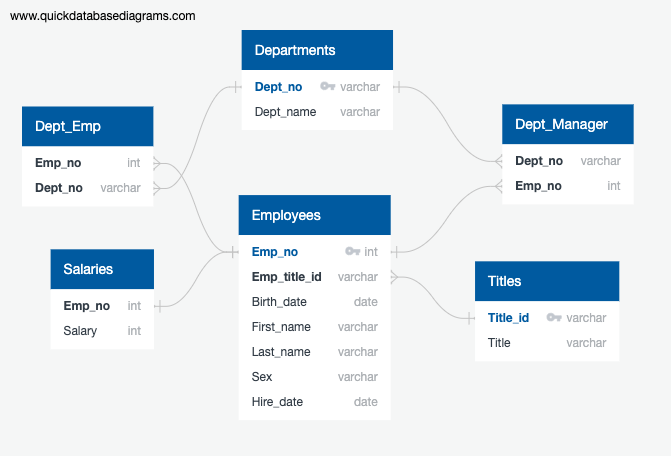 www.quickdatabasediagrams.com
Departments
Dept_no varchar
Dept_name varchar
Dept_Emp
Emp_no int
Dept_no varchar
Dept_Manager
Dept_no varchar
Emp_no int
Employees
Emp_no int
Emp_title_id varchar
Birth_date date
First_name varchar
Last_name varchar
Sex varchar
Hire_date date
Salaries
Emp_no int
Salary int
Titles
Title_id varchar
Title varchar